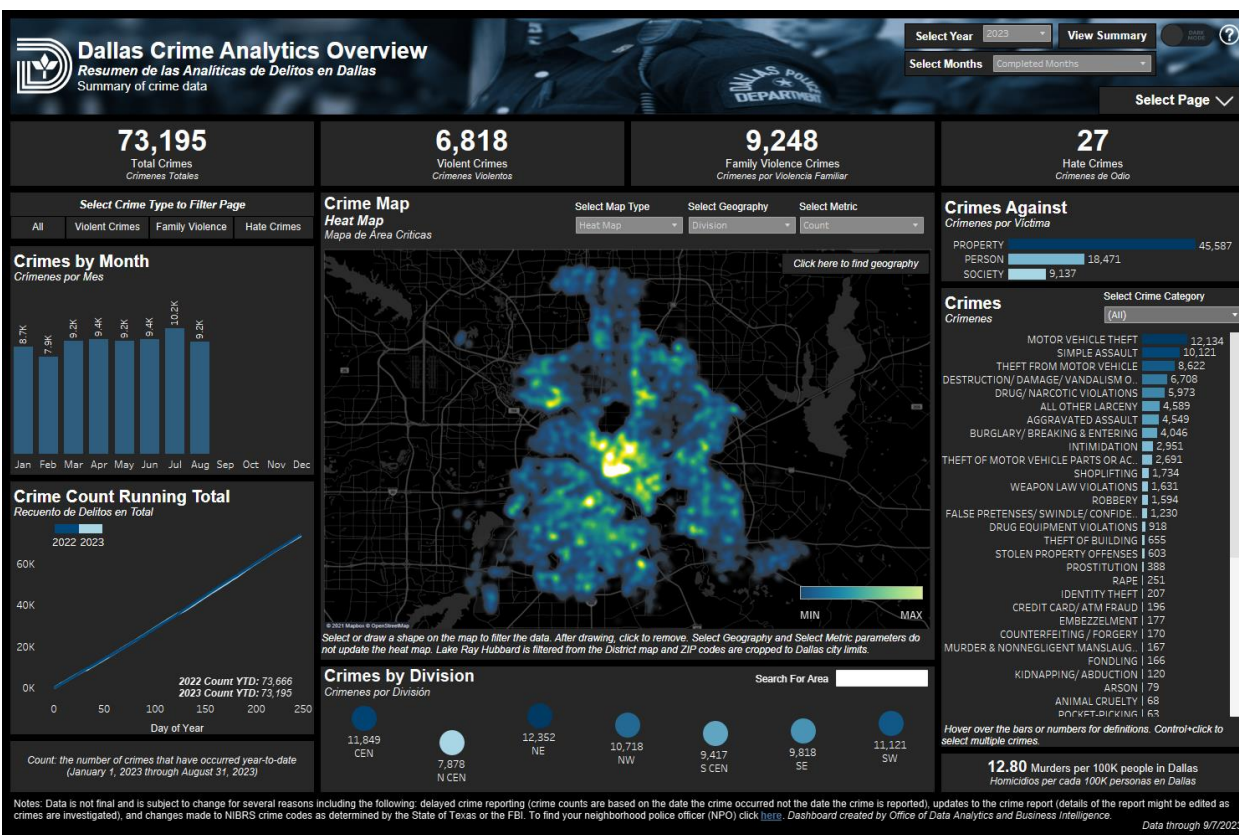 Dallas Crime Analytics Overview
Resumen de las Analíticas de Delitos en Dallas
Summary of crime data
DALLAS POLICE
DEPARTMENT
Select Year 2023 View Summary DARK MODE ?
Select Months Completed Months
Select Page
73,195
Total Crimes
Crímenes Totales
6,818
Violent Crimes
Crímenes Violentos
9,248
Family Violence Crimes
Crímenes por Violencia Familiar
27
Hate Crimes
Crímenes de Odio
Select Crime Type to Filter Page
All Violent Crimes Family Violence Hate Crimes
Crimes by Month
Crímenes por Mes
8.7K 7.9K 9.2K 9.4K 9.2K 9.4K 10.2K 9.2K
Jan Feb Mar Apr May Jun Jul Aug Sep Oct Nov Dec
Crime Count Running Total
Recuento de Delitos en Total
2022 2023
60K
40K
20K
0K
2022 Count YTD: 73,666
2023 Count YTD: 73,195
0 50 100 150 200 250
Day of Year
Count: the number of crimes that have occurred year-to-date
(January 1, 2023 through August 31, 2023)
Crime Map
Heat Map
Mapa de Área Criticas
Select Map Type Select Geography Select Metric
Heat Map Division Count
Click here to find geography
MIN MAX
© 2021 Mapbox © OpenStreetMap
Select or draw a shape on the map to filter the data. After drawing, click to remove. Select Geography and Select Metric parameters do
not update the heat map. Lake Ray Hubbard is filtered from the District map and ZIP codes are cropped to Dallas city limits.
Crimes by Division
Crimenes por División
Search For Area
11,849
CEN
7,878
N CEN
12,352
NE
10,718
NW
9,417
S CEN
9,818
SE
11,121
SW
Crimes Against
Crímenes por Víctima
PROPERTY 45,587
PERSON 18,471
SOCIETY 9,137
Crimes
Crímenes
Select Crime Category
(All)
MOTOR VEHICLE THEFT 12,134
SIMPLE ASSAULT 10,121
THEFT FROM MOTOR VEHICLE 8,622
DESTRUCTION/ DAMAGE/ VANDALISM O.. 6,708
DRUG/ NARCOTIC VIOLATIONS 5,973
ALL OTHER LARCENY 4,589
AGGRAVATED ASSAULT 4,549
BURGLARY/ BREAKING & ENTERING 4,046
INTIMIDATION 2,951
THEFT OF MOTOR VEHICLE PARTS OR AC.. 2,691
SHOPLIFTING 1,734
WEAPON LAW VIOLATIONS 1,631
ROBBERY 1,594
FALSE PRETENSES/ SWINDLE/ CONFIDE.. 1,230
DRUG EQUIPMENT VIOLATIONS 918
THEFT OF BUILDING 655
STOLEN PROPERTY OFFENSES 603
PROSTITUTION 388
RAPE 251
IDENTITY THEFT 207
CREDIT CARD/ ATM FRAUD 196
EMBEZZELMENT 177
COUNTERFEITING / FORGERY 170
MURDER & NONNEGLIGENT MANSLAUG.. 167
FONDLING 166
KIDNAPPING/ ABDUCTION 120
ARSON 79
ANIMAL CRUELTY 68
POCKET-PICKING 63
Hover over the bars or numbers for definitions. Control+click to
select multiple crimes.
12.80 Murders per 100K people in Dallas
Homicidios per cada 100K personas en Dallas
Notes: Data is not final and is subject to change for several reasons including the following: delayed crime reporting (crime counts are based on the date the crime occurred not the date the crime is reported), updates to the crime report (details of the report might be edited as
crimes are investigated), and changes made to NIBRS crime codes as determined by the State of Texas or the FBI. To find your neighborhood police officer (NPO) click here. Dashboard created by Office of Data Analytics and Business Intelligence.
Data through 9/7/2023